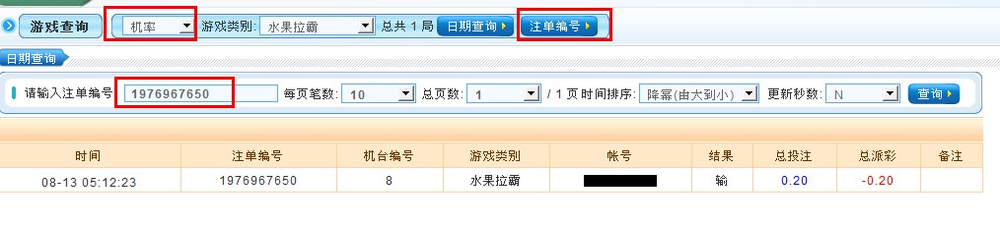 游戏查询 机率 游戏类别: 水果拉霸 总共 1 局 日期查询 注单编号
日期查询
请输入注单编号 1976967650 每页笔数: 10 总页数: 1 / 1 页 时间排序: 降幂(由大到小) 更新秒数: N 查询
时间 注单编号 机台编号 游戏类别 帐号 结果 总投注 总派彩 备注
08-13 05:12:23 1976967650 8 水果拉霸 输 0.20 -0.20